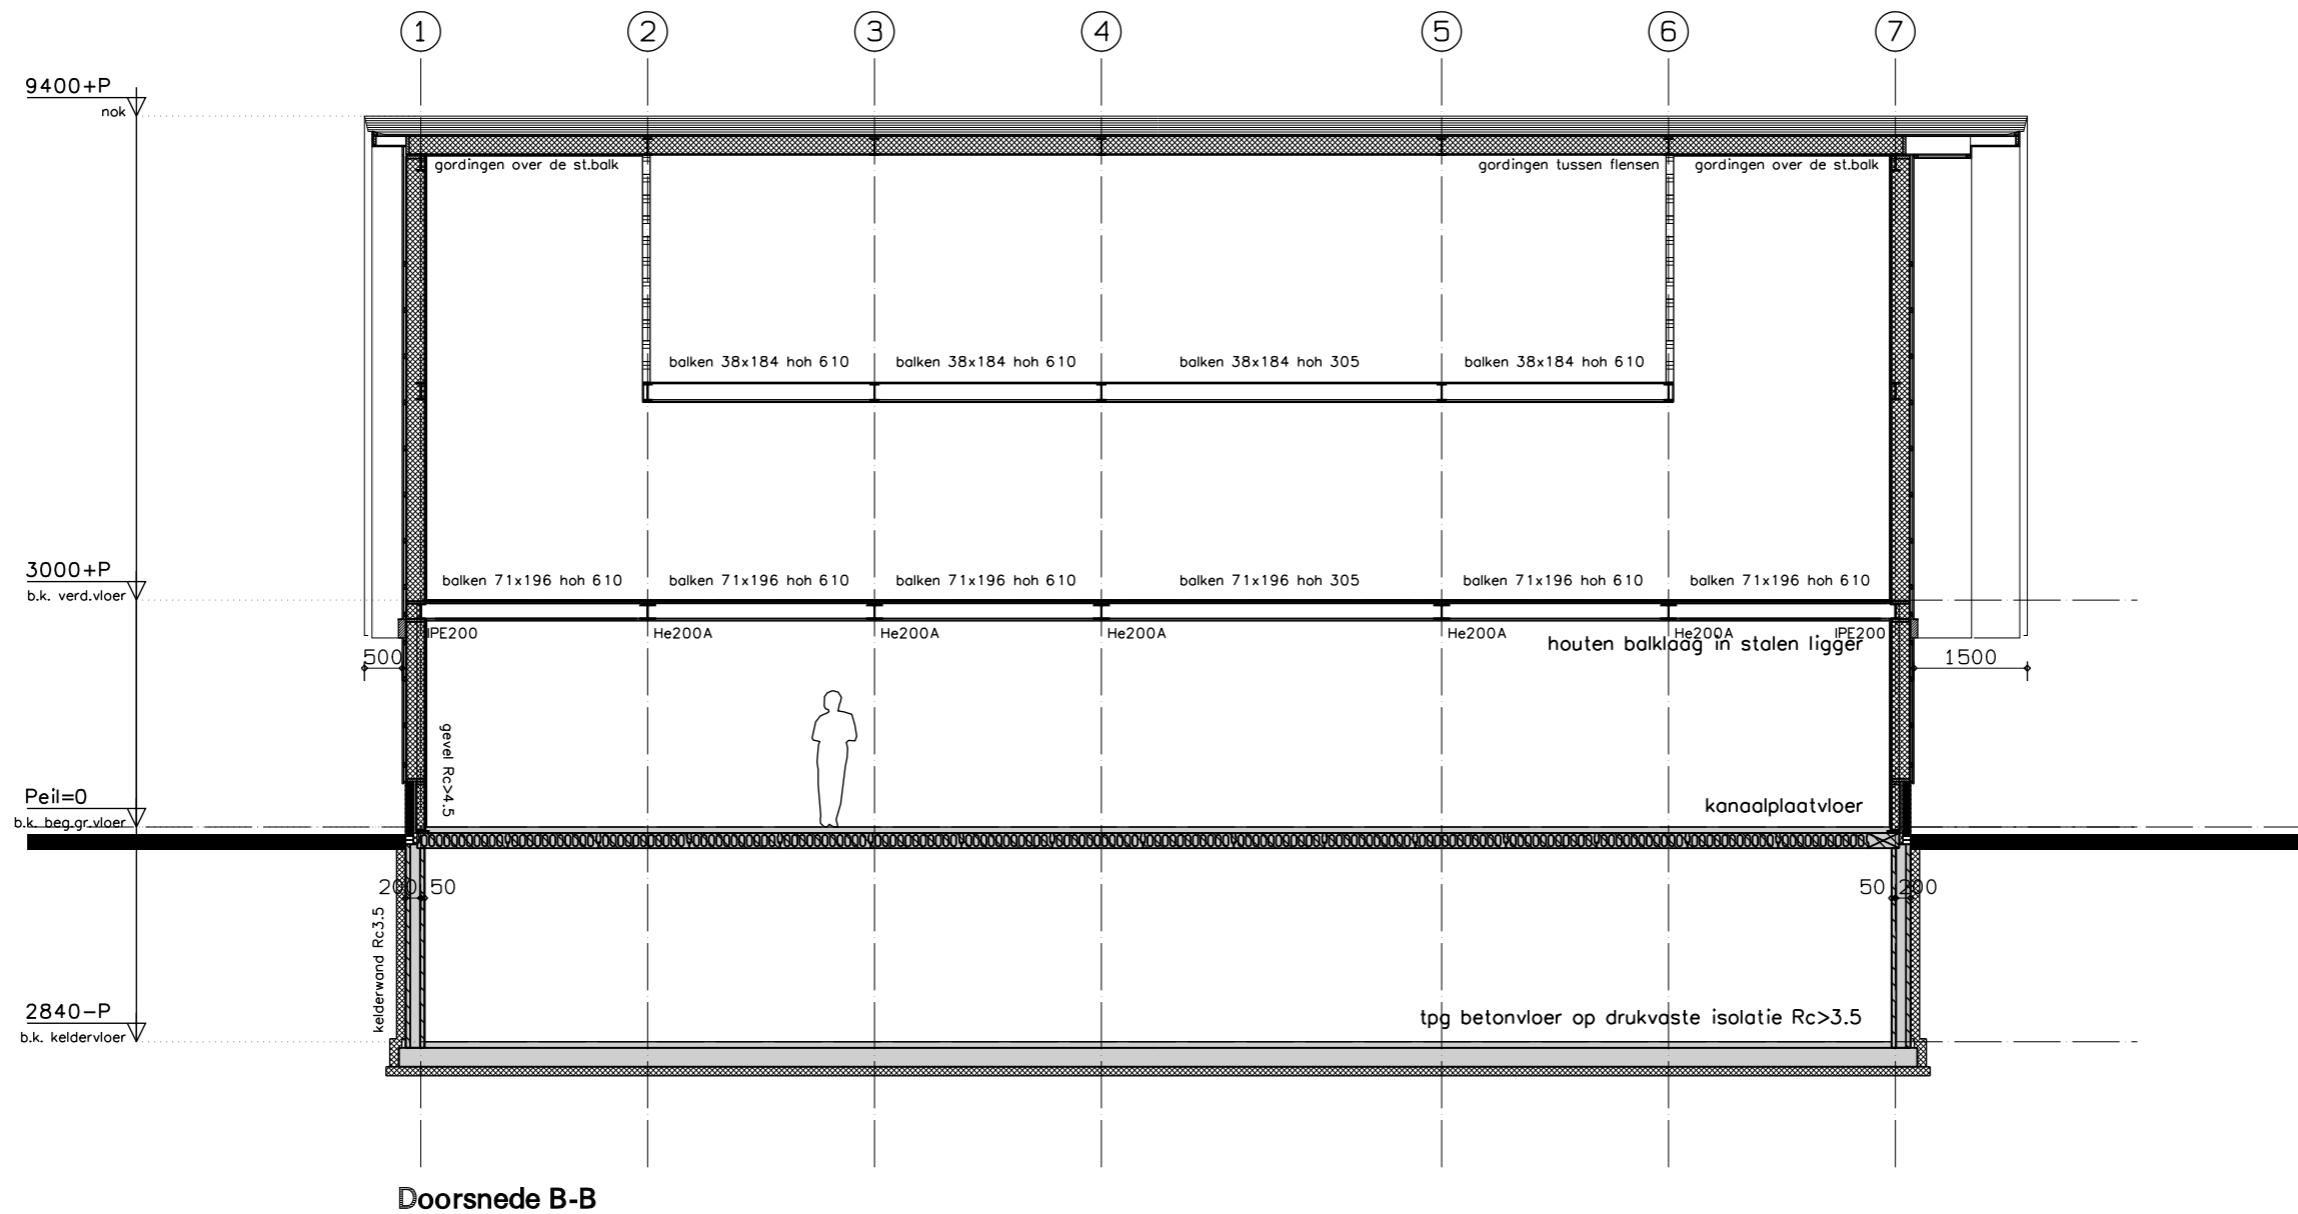 1 2 3 4 5 6 7
9400+P
nok
gordingen over de st.balk gordingen tussen flensen gordingen over de st.balk
balken 38x184 hoh 610 balken 38x184 hoh 610 balken 38x184 hoh 305 balken 38x184 hoh 610
3000+P
b.k. verd.vloer
balken 71x196 hoh 610 balken 71x196 hoh 610 balken 71x196 hoh 610 balken 71x196 hoh 305 balken 71x196 hoh 610 balken 71x196 hoh 610
IPE200 He200A He200A He200A He200A He200A IPE200
houten balklaag in stalen ligger
500 1500
gevel Rc>4.5
Peil=0
b.k. beg.gr.vloer
kanaalplaatvloer
200 50 50 200
kelderwand Rc3.5
2840-P
b.k. keldervloer
tpg betonvloer op drukvaste isolatie Rc>3.5
Doorsnede B-B